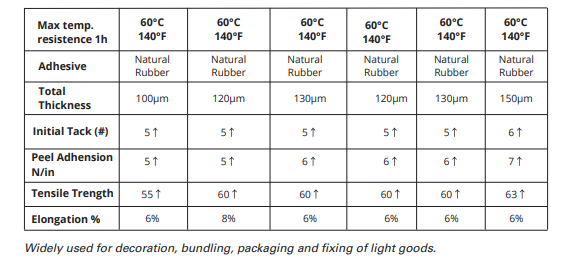 Max temp. resistence 1h 60°C 140°F 60°C 140°F 60°C 140°F 60°C 140°F 60°C 140°F 60°C 140°F
Adhesive Natural Rubber Natural Rubber Natural Rubber Natural Rubber Natural Rubber Natural Rubber
Total Thickness 100μm 120μm 130μm 120μm 130μm 150μm
Initial Tack (#) 5↑ 5↑ 5↑ 5↑ 5↑ 6↑
Peel Adhension N/in 5↑ 5↑ 6↑ 6↑ 6↑ 7↑
Tensile Trength 55↑ 60↑ 60↑ 60↑ 60↑ 63↑
Elongation % 6% 8% 6% 6% 6% 6%
Widely used for decoration, bundling, packaging and fixing of light goods.